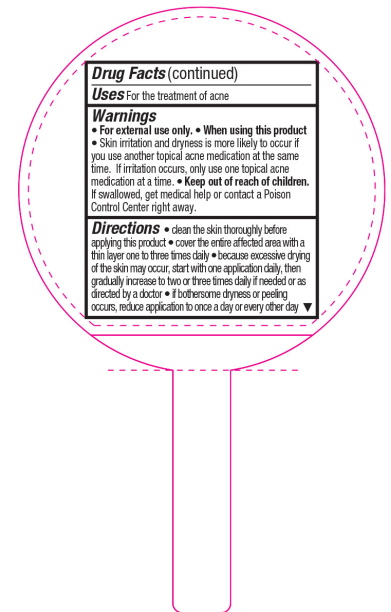 Drug Facts (continued)
Uses For the treatment of acne
Warnings
• For external use only. • When using this product
• Skin irritation and dryness is more likely to occur if
you use another topical acne medication at the same
time. If irritation occurs, only use one topical acne
medication at a time. • Keep out of reach of children.
If swallowed, get medical help or contact a Poison
Control Center right away.
Directions • clean the skin thoroughly before
applying this product • cover the entire affected area with a
thin layer one to three times daily • because excessive drying
of the skin may occur, start with one application daily, then
gradually increase to two or three times daily if needed or as
directed by a doctor • if bothersome dryness or peeling
occurs, reduce application to once a day or every other day ▼